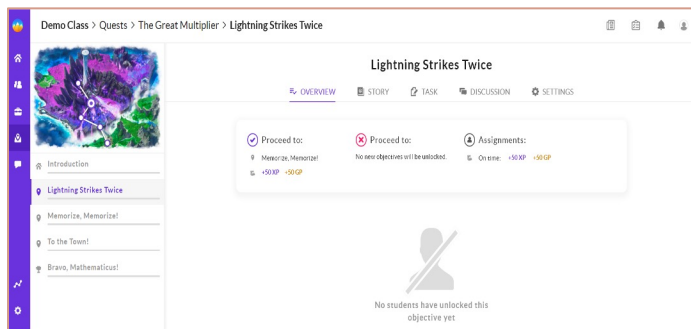 Demo Class > Quests > The Great Multiplier > Lightning Strikes Twice
Introduction
Lightning Strikes Twice
Memorize, Memorize!
To the Town!
Bravo, Mathematicus!
Lightning Strikes Twice
OVERVIEW STORY TASK DISCUSSION SETTINGS
Proceed to:
Memorize, Memorize!
+50 XP +50 GP
Proceed to:
No new objectives will be unlocked.
Assignments:
On time: +50 XP +50 GP
No students have unlocked this
objective yet